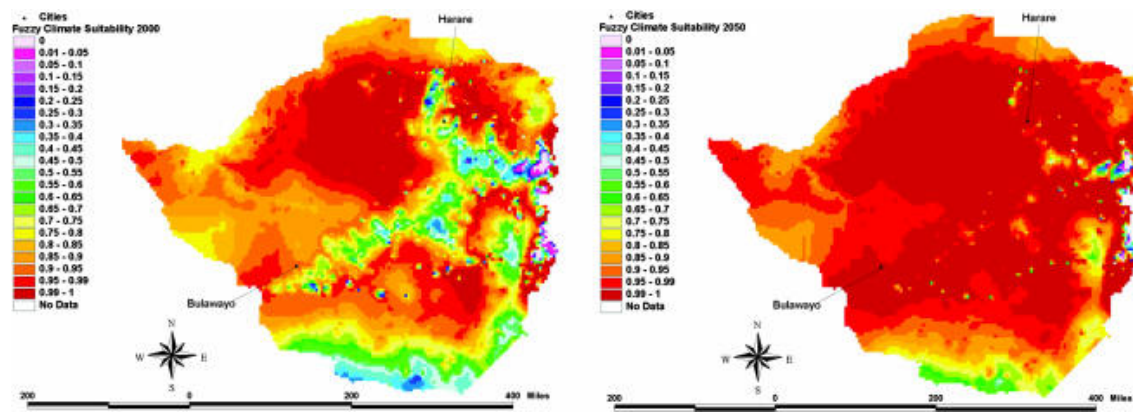 Cities
Fuzzy Climate Suitability 2000
0
0.01 - 0.05
0.05 - 0.1
0.1 - 0.15
0.15 - 0.2
0.2 - 0.25
0.25 - 0.3
0.3 - 0.35
0.35 - 0.4
0.4 - 0.45
0.45 - 0.5
0.5 - 0.55
0.55 - 0.6
0.6 - 0.65
0.65 - 0.7
0.7 - 0.75
0.75 - 0.8
0.8 - 0.85
0.85 - 0.9
0.9 - 0.95
0.95 - 0.99
0.99 - 1
No Data
Harare
Bulawayo
N
W E
S
200 0 200 400 Miles
Cities
Fuzzy Climate Suitability 2050
0
0.01 - 0.05
0.05 - 0.1
0.1 - 0.15
0.15 - 0.2
0.2 - 0.25
0.25 - 0.3
0.3 - 0.35
0.35 - 0.4
0.4 - 0.45
0.45 - 0.5
0.5 - 0.55
0.55 - 0.6
0.6 - 0.65
0.65 - 0.7
0.7 - 0.75
0.75 - 0.8
0.8 - 0.85
0.85 - 0.9
0.9 - 0.95
0.95 - 0.99
0.99 - 1
No Data
Harare
Bulawayo
N
W E
S
200 0 200 400 Miles